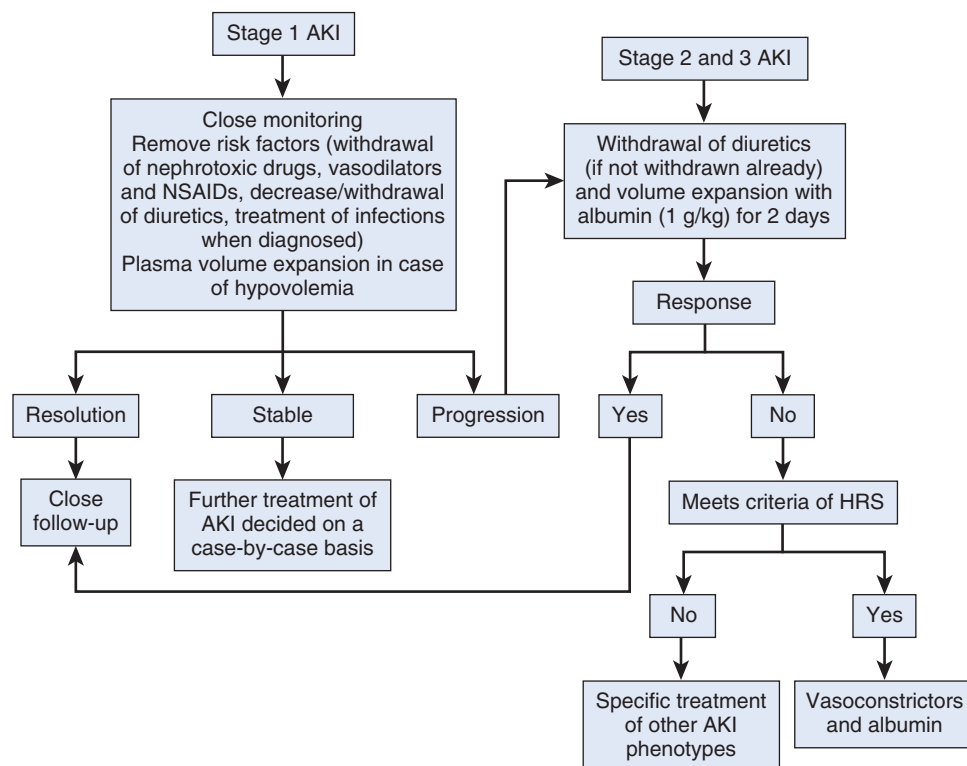 Stage 1 AKI
Close monitoring
Remove risk factors (withdrawal
of nephrotoxic drugs, vasodilators
and NSAIDs, decrease/withdrawal
of diuretics, treatment of infections
when diagnosed)
Plasma volume expansion in case
of hypovolemia
Resolution
Stable
Progression
Close
follow-up
Further treatment of
AKI decided on a
case-by-case basis
Stage 2 and 3 AKI
Withdrawal of diuretics
(if not withdrawn already)
and volume expansion with
albumin (1 g/kg) for 2 days
Response
Yes
No
Meets criteria of HRS
No
Yes
Specific treatment
of other AKI
phenotypes
Vasoconstrictors
and albumin